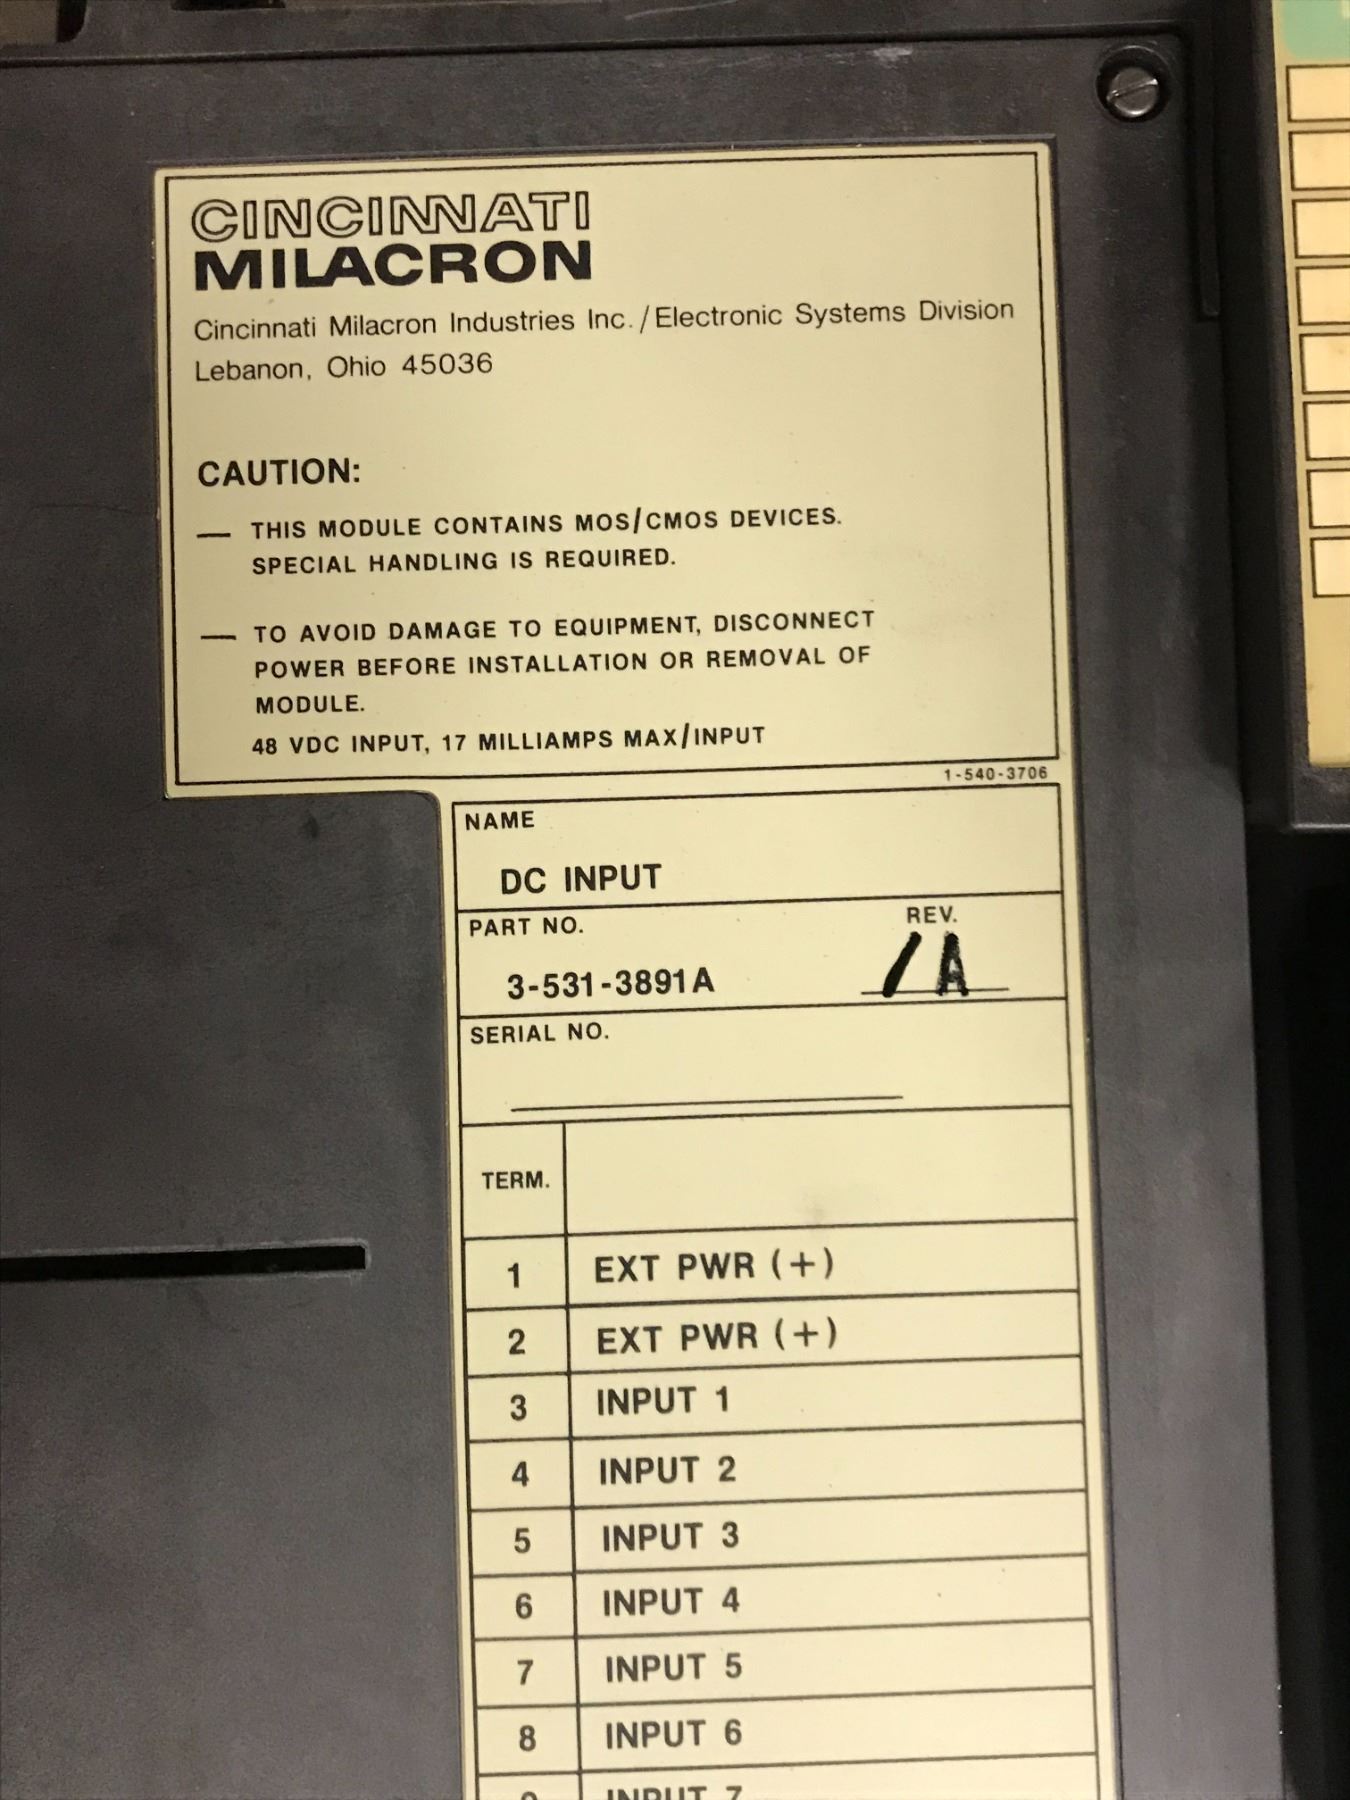 CINCINNATI
MILACRON
Cincinnati Milacron Industries Inc./Electronic Systems Division
Lebanon, Ohio 45036
CAUTION:
— THIS MODULE CONTAINS MOS/CMOS DEVICES.
SPECIAL HANDLING IS REQUIRED.
— TO AVOID DAMAGE TO EQUIPMENT, DISCONNECT
POWER BEFORE INSTALLATION OR REMOVAL OF
MODULE.
48 VDC INPUT, 17 MILLIAMPS MAX/INPUT
1-540-3706
NAME
DC INPUT
PART NO. REV.
3-531-3891A /A
SERIAL NO.
TERM.
1 EXT PWR (+)
2 EXT PWR (+)
3 INPUT 1
4 INPUT 2
5 INPUT 3
6 INPUT 4
7 INPUT 5
8 INPUT 6
9 INPUT 7